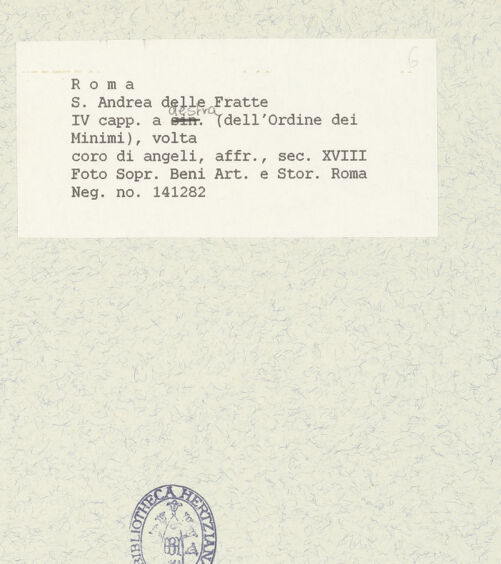 6
R o m a
S. Andrea delle Fratte
destra
IV capp. a sin. (dell'Ordine dei
Minimi), volta
coro di angeli, affr., sec. XVIII
Foto Sopr. Beni Art. e Stor. Roma
Neg. no. 141282
BIBLIOTHECA HERTZIANA